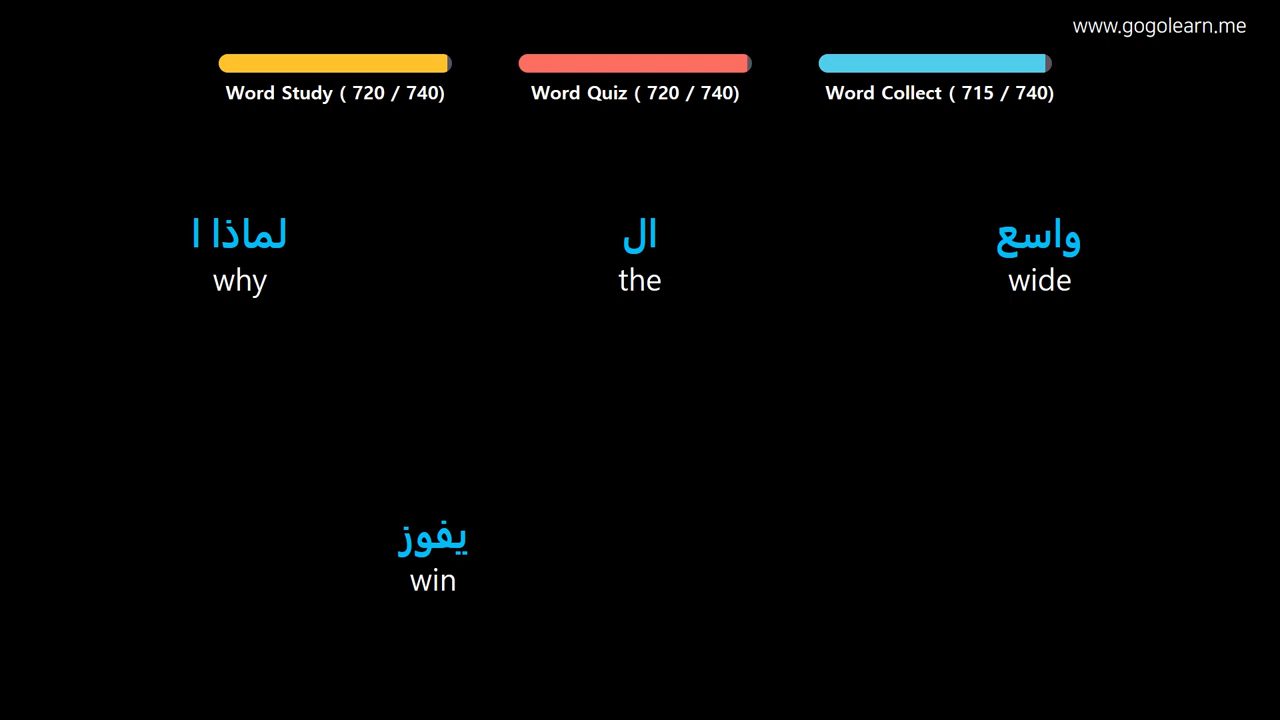 www.gogolearn.me
Word Study ( 720 / 740)
Word Quiz ( 720 / 740)
Word Collect ( 715 / 740)
لماذا ا
why
ال
the
واسع
wide
يفوز
win